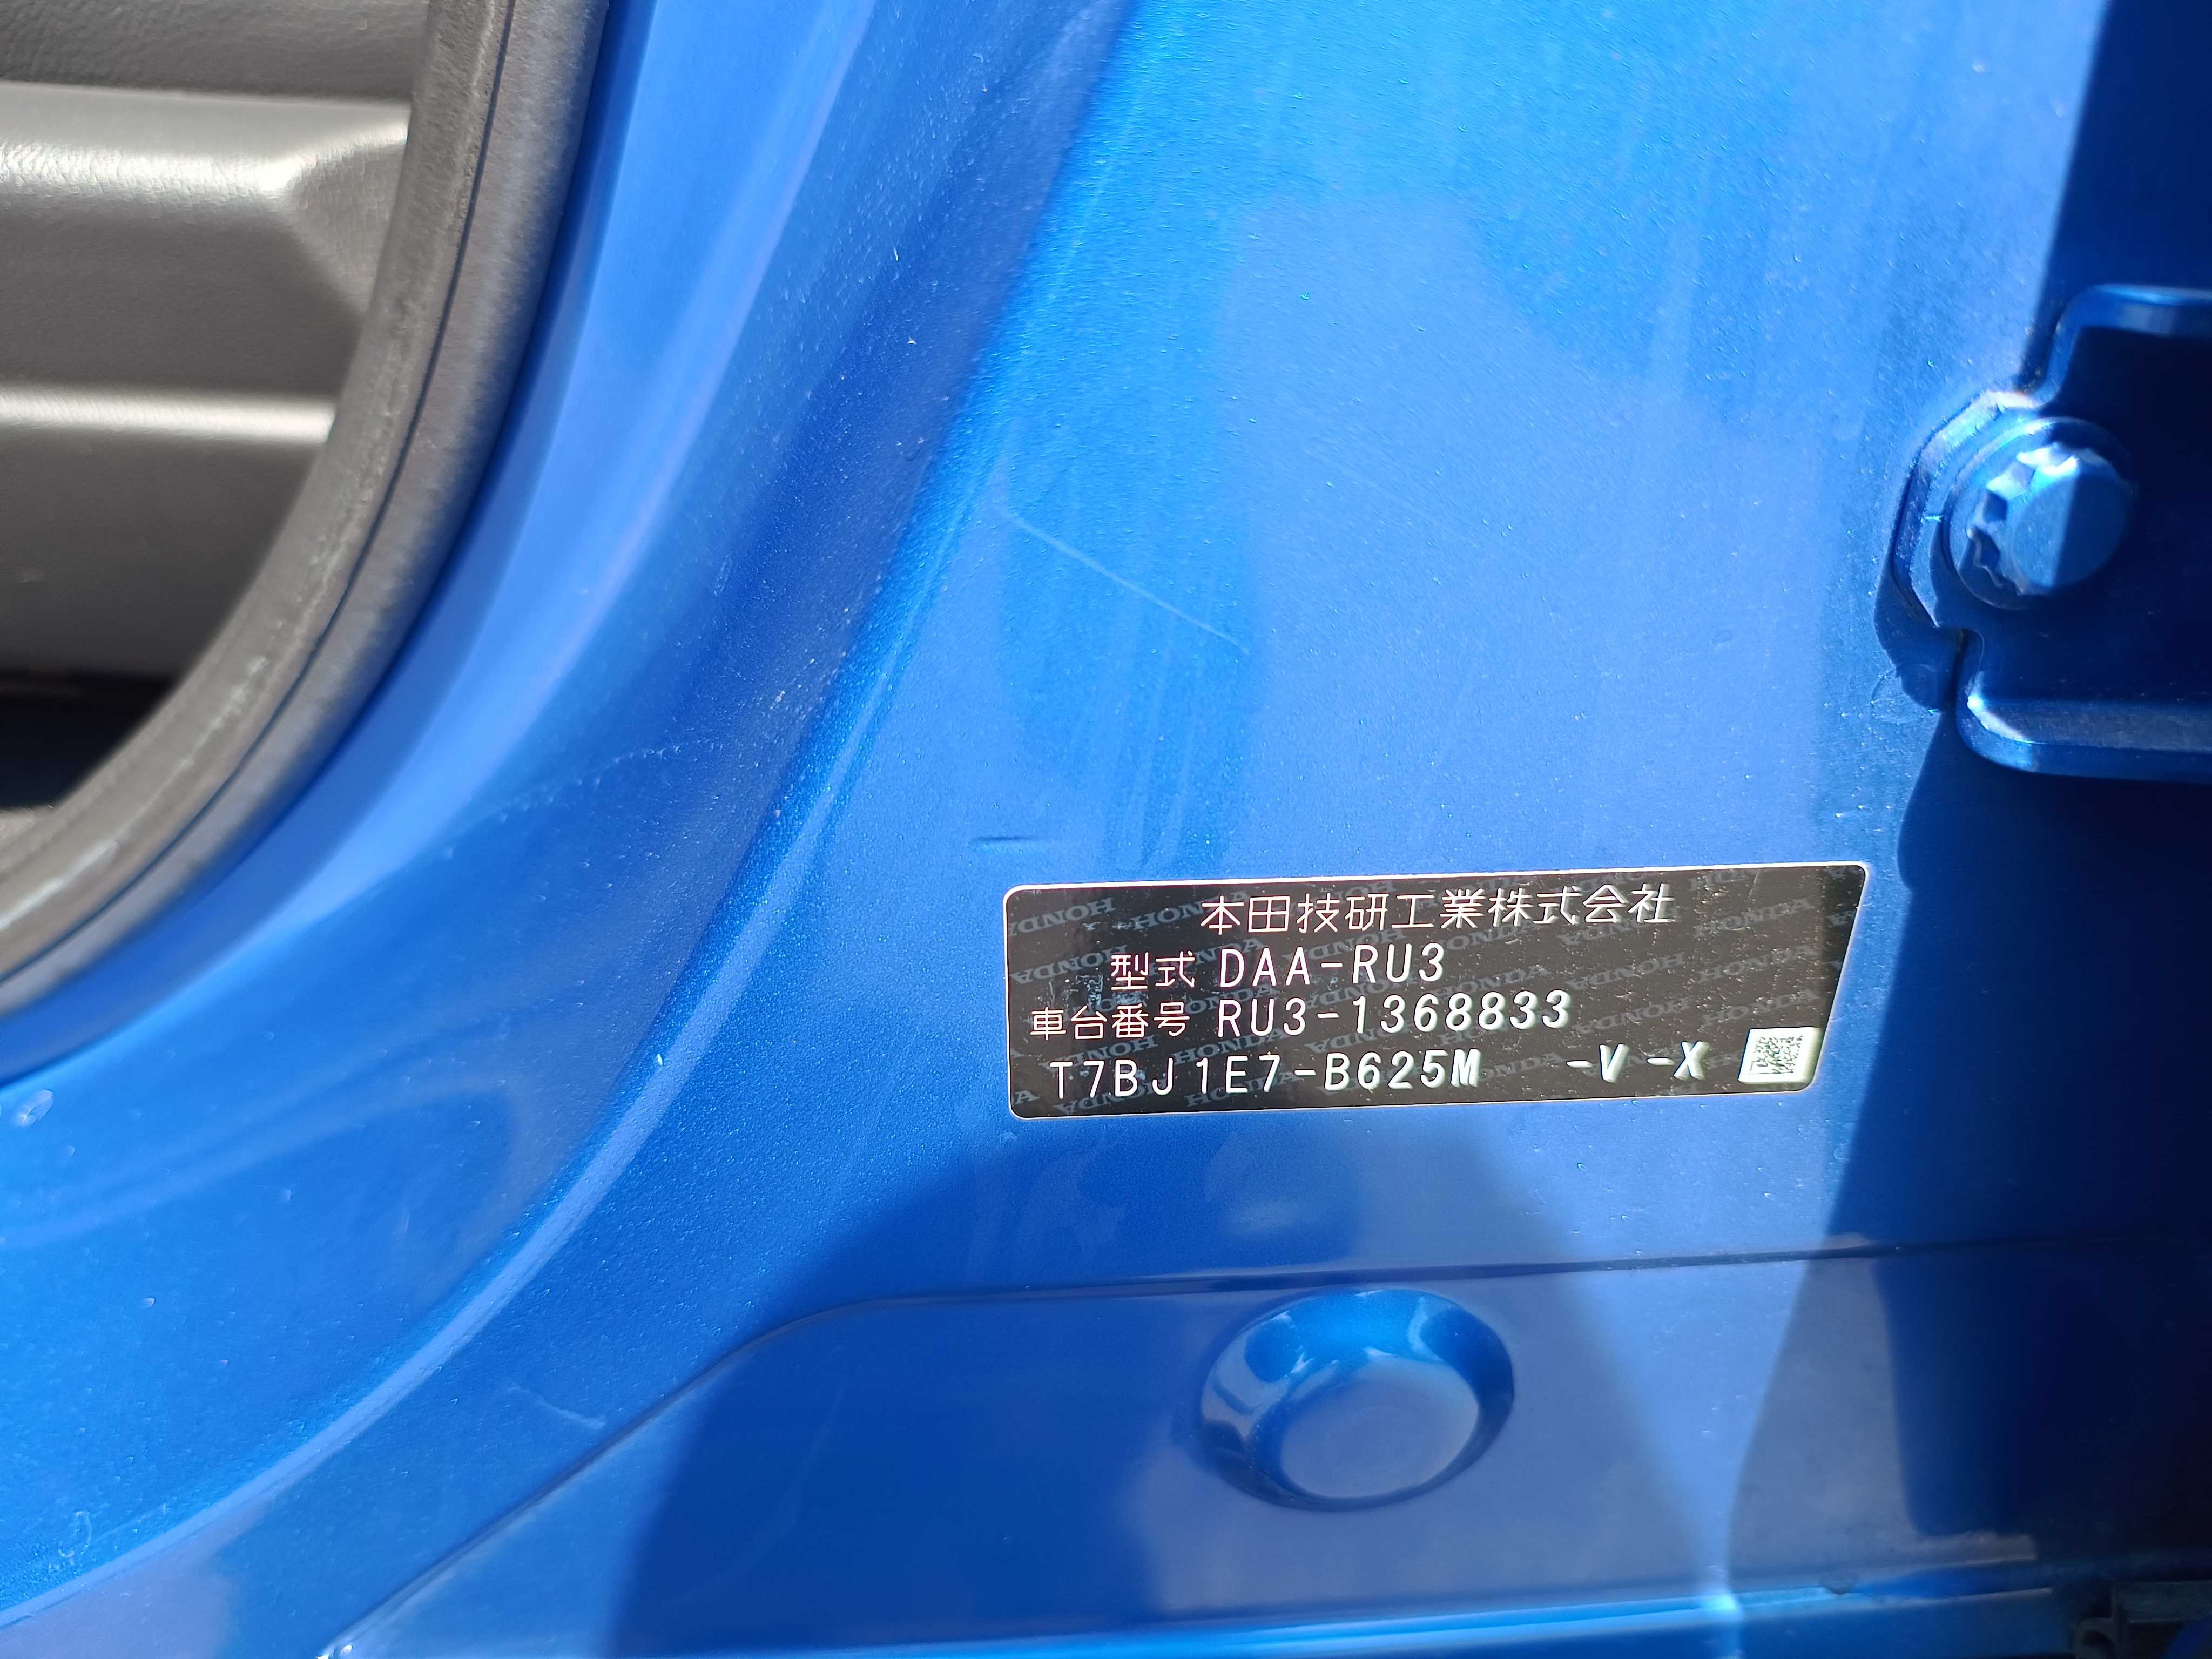 本田技研工業株式会社
型式 DAA-RU3
車台番号 RU3-1368833
T7BJ1E7-B625M -V -X